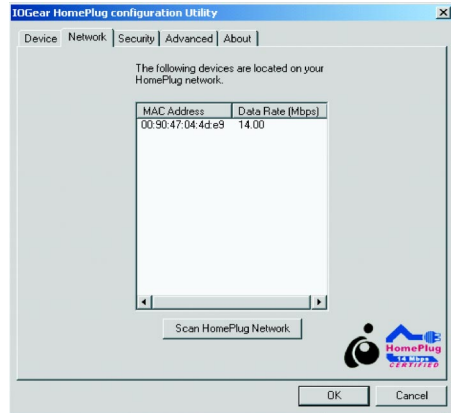 IOGear HomePlug configuration Utility
Device Network Security Advanced About
The following devices are located on your
HomePlug network.
MAC Address Data Rate (Mbps)
00:90:47:04:4d:e9 14.00
Scan HomePlug Network
HomePlug
14 Mbps
CERTIFIED
OK Cancel